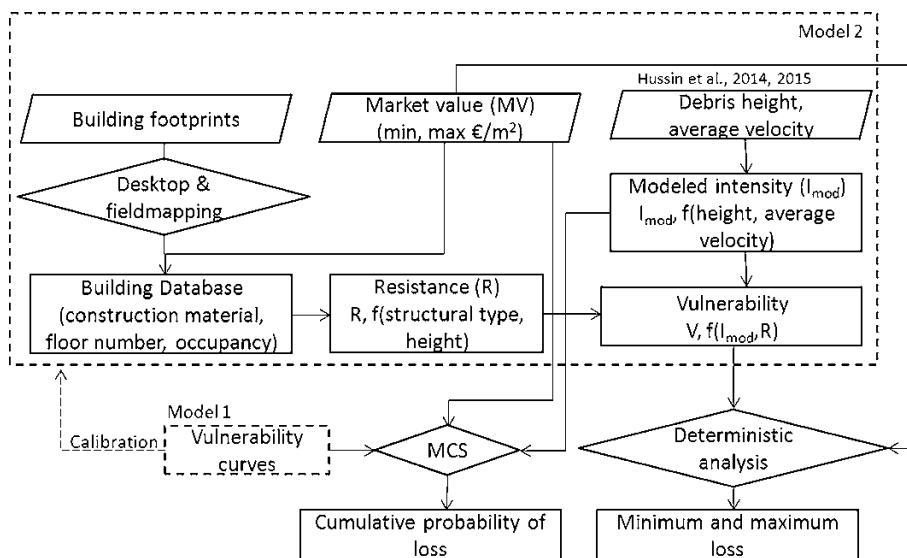 Model 2
Hussin et al., 2014, 2015
Building footprints
Market value (MV)
(min, max €/m²)
Debris height,
average velocity
Desktop &
fieldmapping
Modeled intensity (Imod)
Imod, f(height, average
velocity)
Building Database
(construction material,
floor number, occupancy)
Resistance (R)
R, f(structural type,
height)
Vulnerability
V, f(Imod,R)
Model 1
Calibration
Vulnerability
curves
MCS
Deterministic
analysis
Cumulative probability of
loss
Minimum and maximum
loss